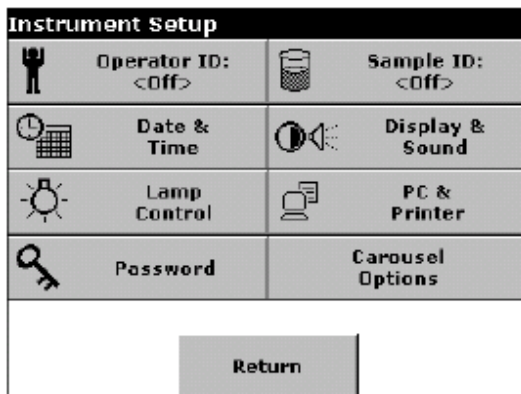 Instrument Setup
Operator ID:
<Off>
Sample ID:
<Off>
Date &
Time
Display &
Sound
Lamp
Control
PC &
Printer
Password
Carousel
Options
Return